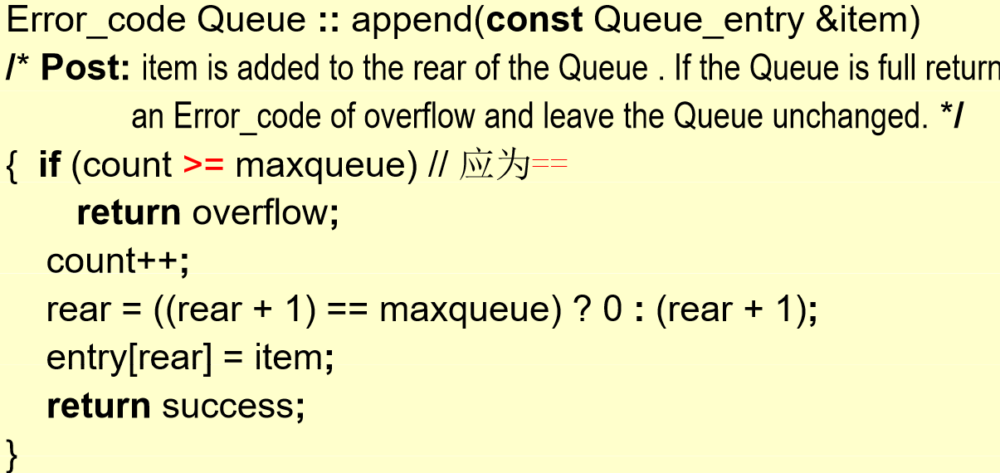 Error_code Queue :: append(const Queue_entry &item)
/* Post: item is added to the rear of the Queue . If the Queue is full return
an Error_code of overflow and leave the Queue unchanged. */
{ if (count >= maxqueue) // 应为==
return overflow;
count++;
rear = ((rear + 1) == maxqueue) ? 0 : (rear + 1);
entry[rear] = item;
return success;
}